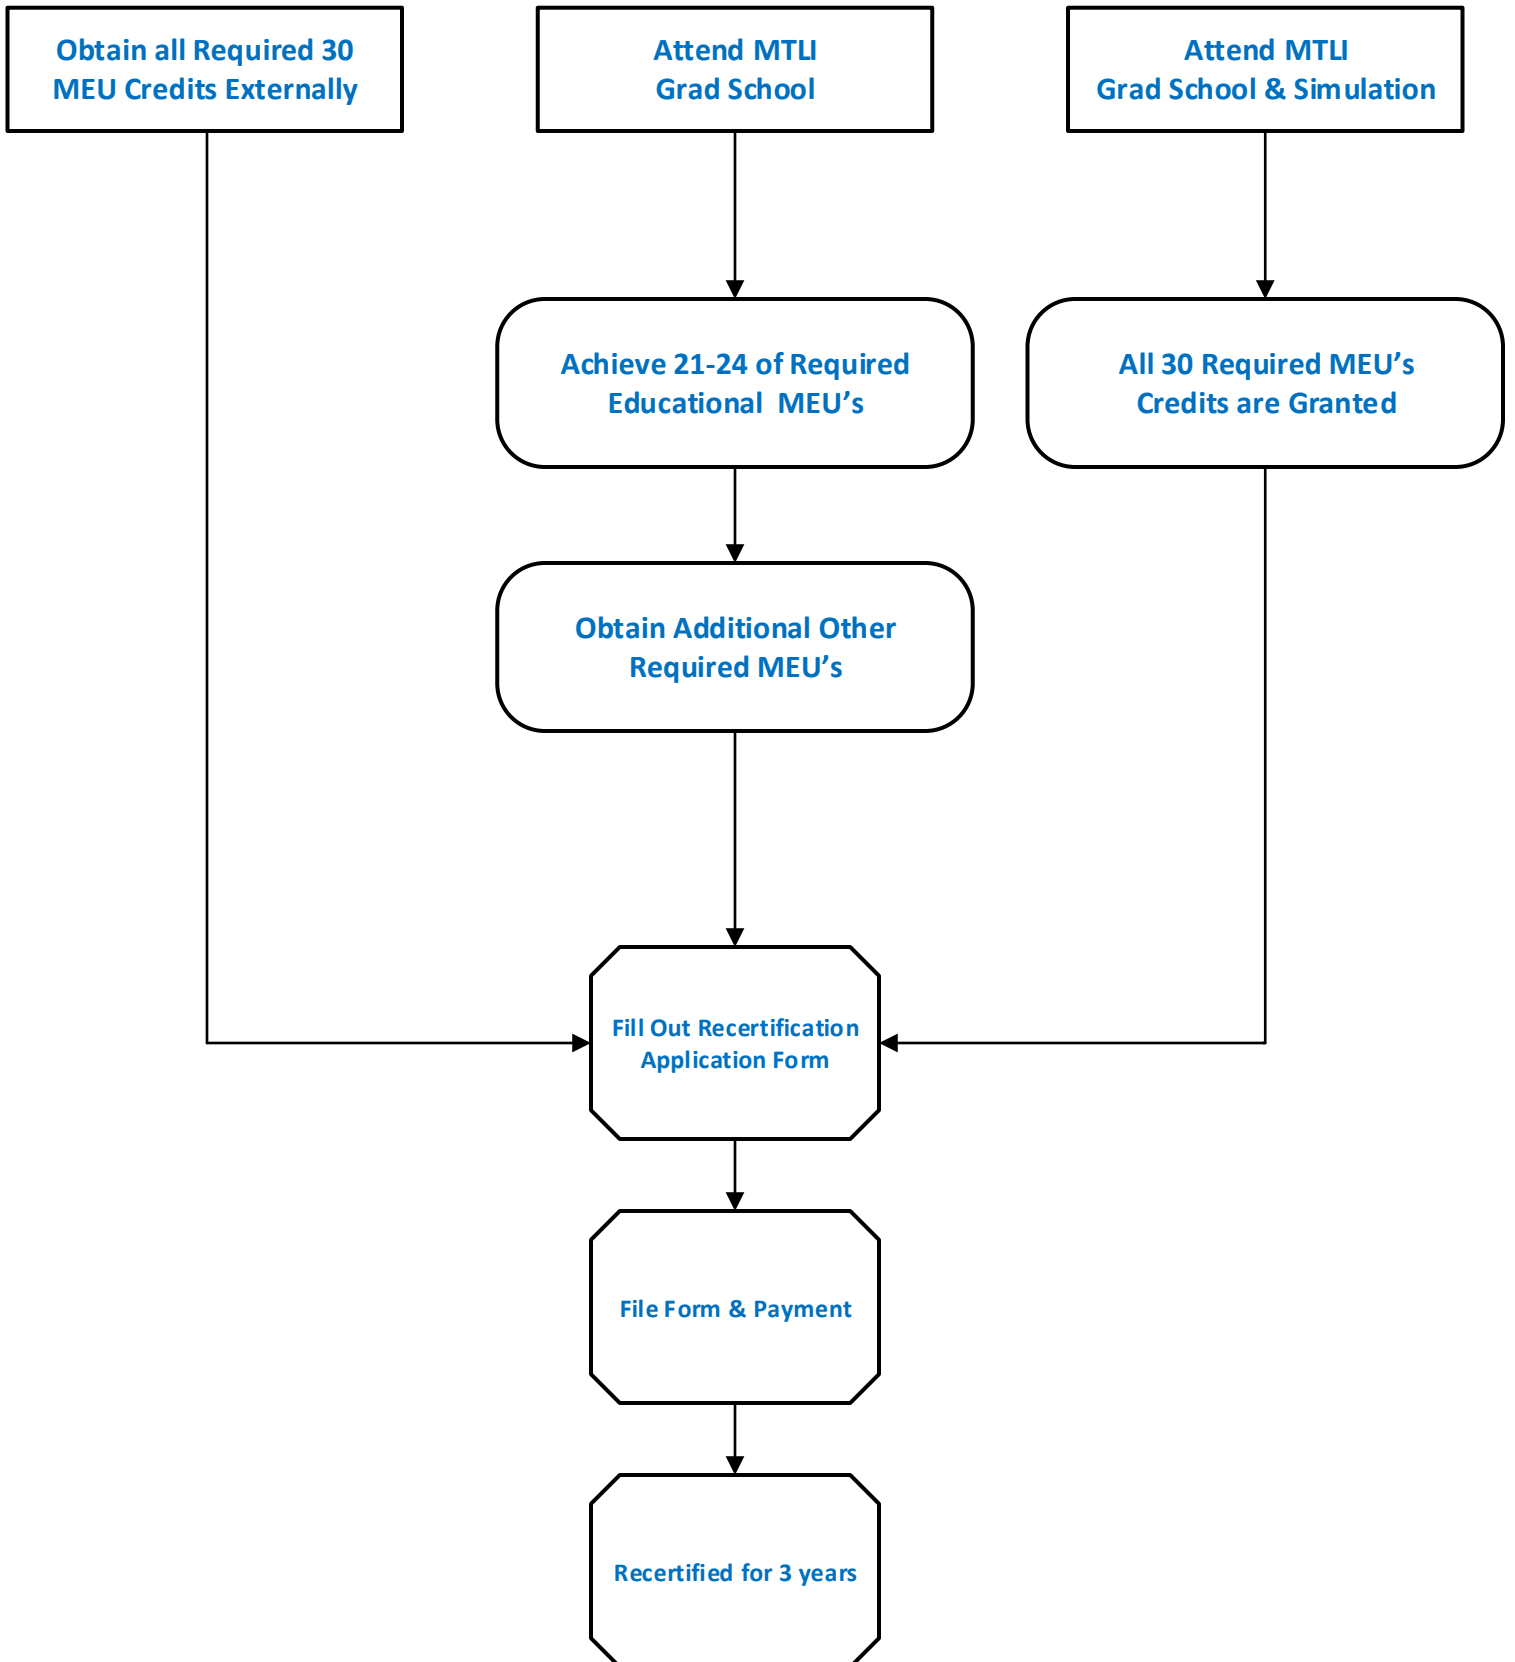 Obtain all Required 30
MEU Credits Externally
Attend MTLI
Grad School
Attend MTLI
Grad School & Simulation
Achieve 21-24 of Required
Educational  MEU’s
All 30 Required MEU’s
Credits are Granted
Obtain Additional Other
Required MEU’s
Fill Out Recertification
Application Form
File Form & Payment
Recertified for 3 years